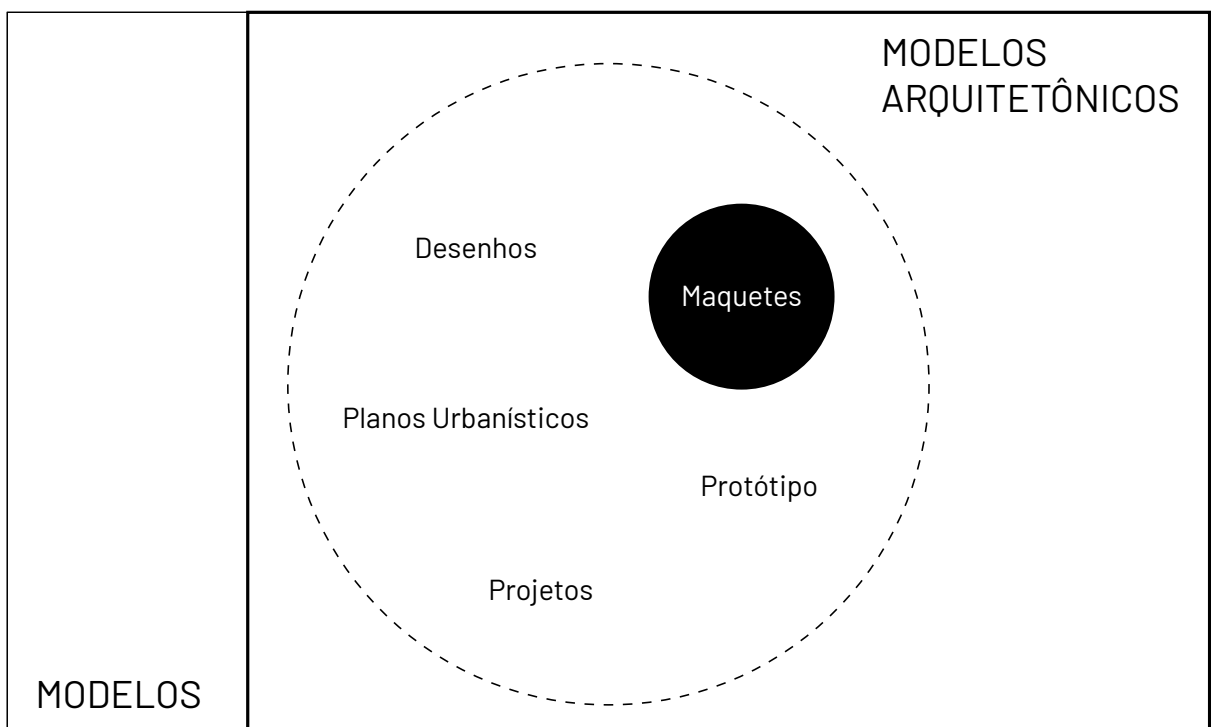 MODELOS
ARQUITETÔNICOS
Desenhos
Maquetes
Planos Urbanísticos
Protótipo
Projetos
MODELOS